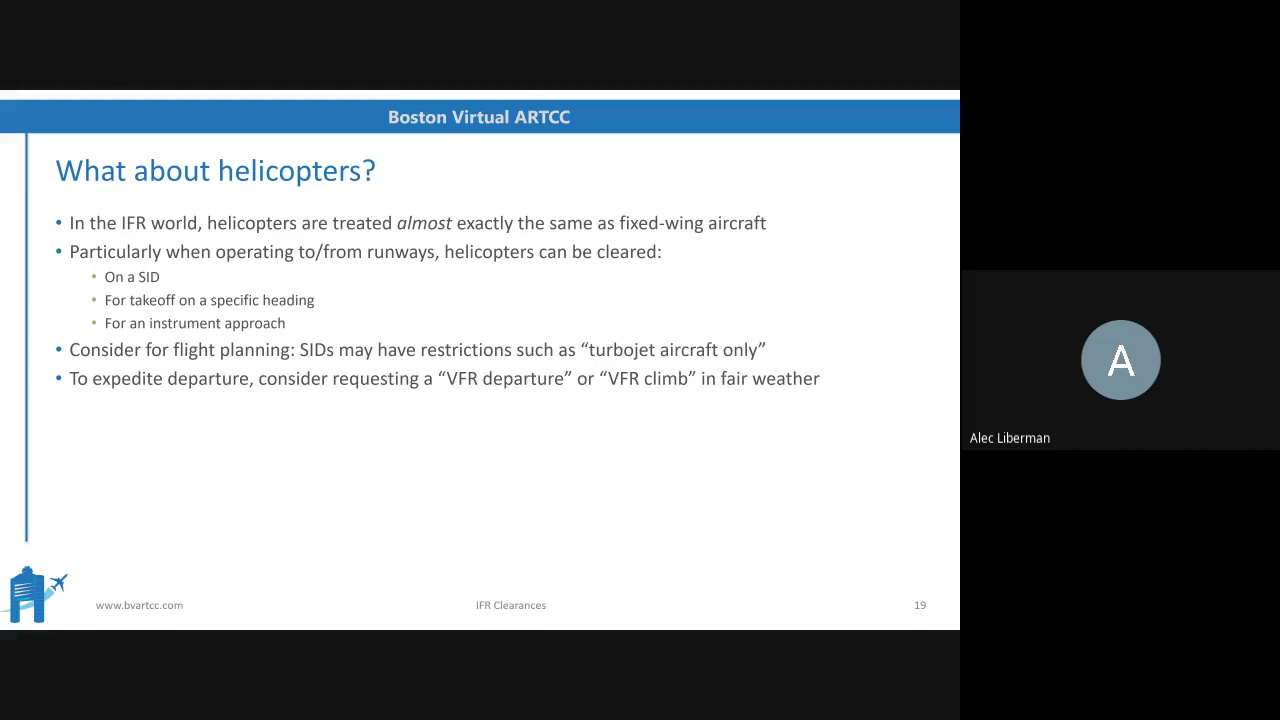 Boston Virtual ARTCC
What about helicopters?
• In the IFR world, helicopters are treated almost exactly the same as fixed-wing aircraft
• Particularly when operating to/from runways, helicopters can be cleared:
• On a SID
• For takeoff on a specific heading
• For an instrument approach
• Consider for flight planning: SIDs may have restrictions such as “turbojet aircraft only”
• To expedite departure, consider requesting a “VFR departure” or “VFR climb” in fair weather
www.bvartcc.com
IFR Clearances
19
A
Alec Liberman